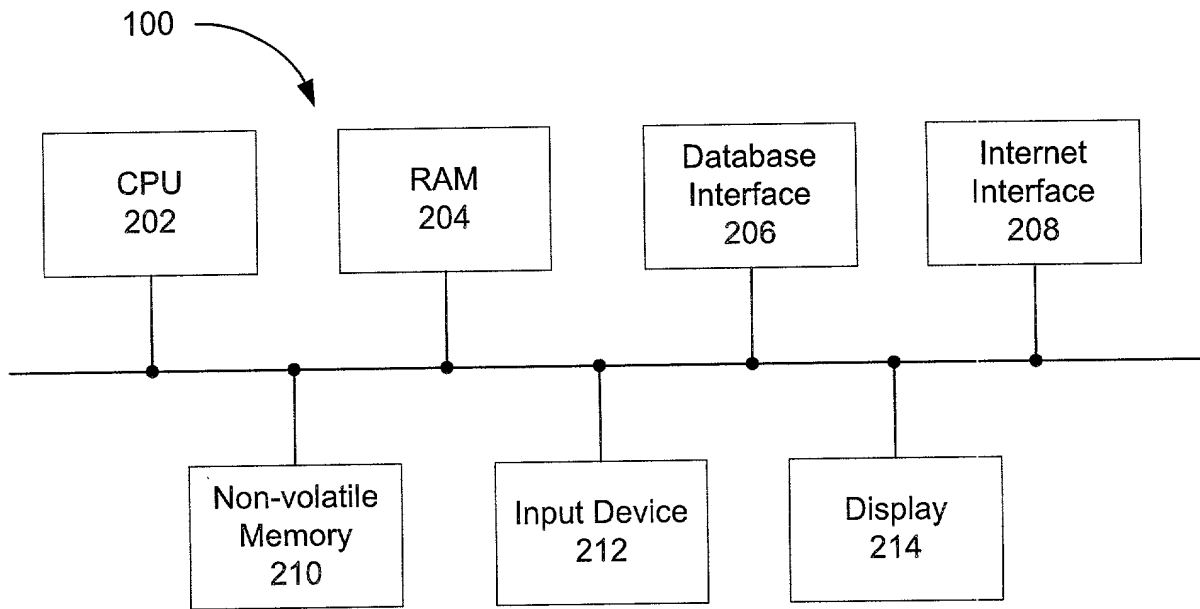 100
CPU
202
RAM
204
Database
Interface
206
Internet
Interface
208
Non-volatile
Memory
210
Input Device
212
Display
214